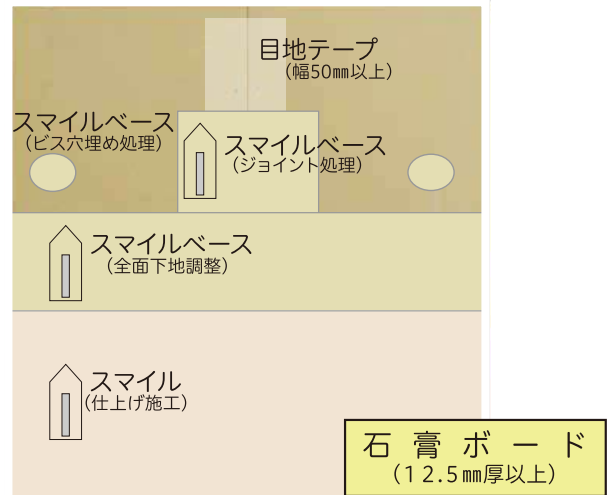 目地テープ
（幅50㎜以上）
スマイルベース
（ビス穴埋め処理）
スマイルベース
（ジョイント処理）
スマイルベース
（全面下地調整）
スマイル
（仕上げ施工）
石膏ボード
（12.5㎜厚以上）